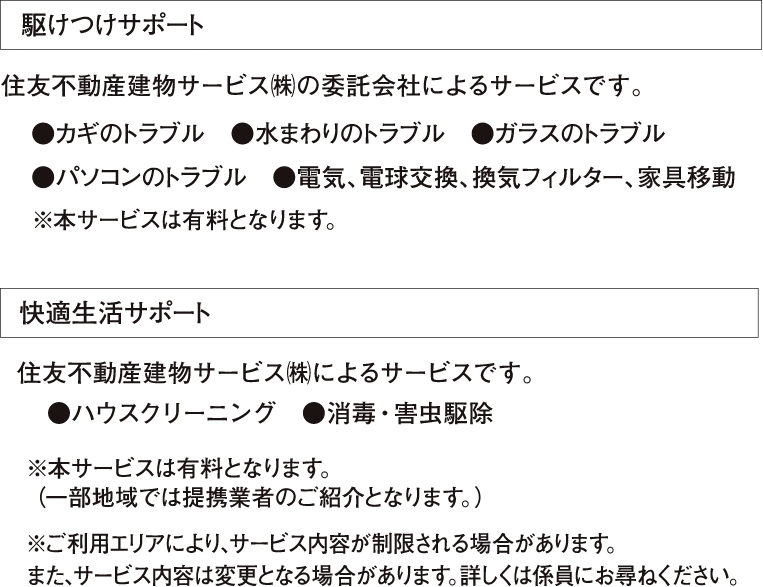 駆けつけサポート
住友不動産建物サービス㈱の委託会社によるサービスです。
●カギのトラブル ●水まわりのトラブル ●ガラスのトラブル
●パソコンのトラブル ●電気、電球交換、換気フィルター、家具移動
※本サービスは有料となります。
快適生活サポート
住友不動産建物サービス㈱によるサービスです。
●ハウスクリーニング ●消毒・害虫駆除
※本サービスは有料となります。
（一部地域では提携業者のご紹介となります。）
※ご利用エリアにより、サービス内容が制限される場合があります。
また、サービス内容は変更となる場合があります。詳しくは係員にお尋ねください。